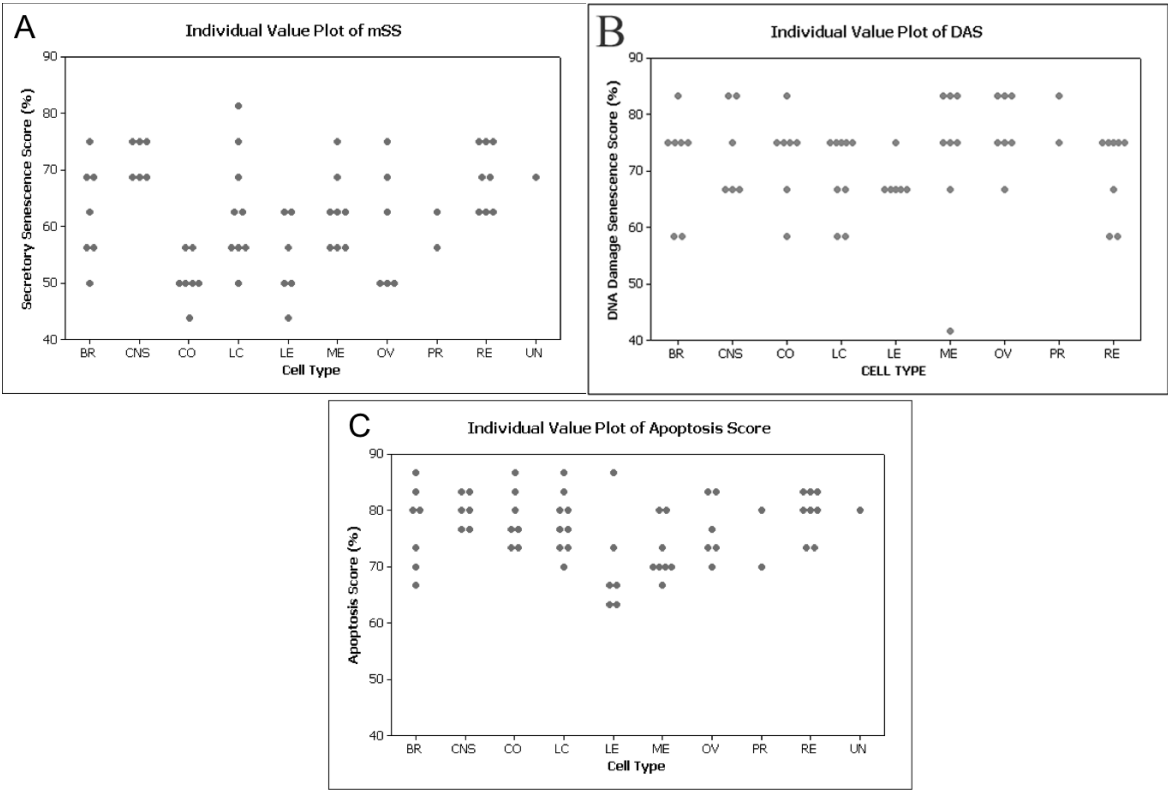 A
Individual Value Plot of mSS
Secretory Senescence Score (%)
90
80
70
60
50
40
BR CNS CO LC LE ME OV PR RE UN
Cell Type
B
Individual Value Plot of DAS
DNA Damage Senescence Score (%)
90
80
70
60
50
40
BR CNS CO LC LE ME OV PR RE
CELL TYPE
C
Individual Value Plot of Apoptosis Score
Apoptosis Score (%)
90
80
70
60
50
40
BR CNS CO LC LE ME OV PR RE UN
Cell Type